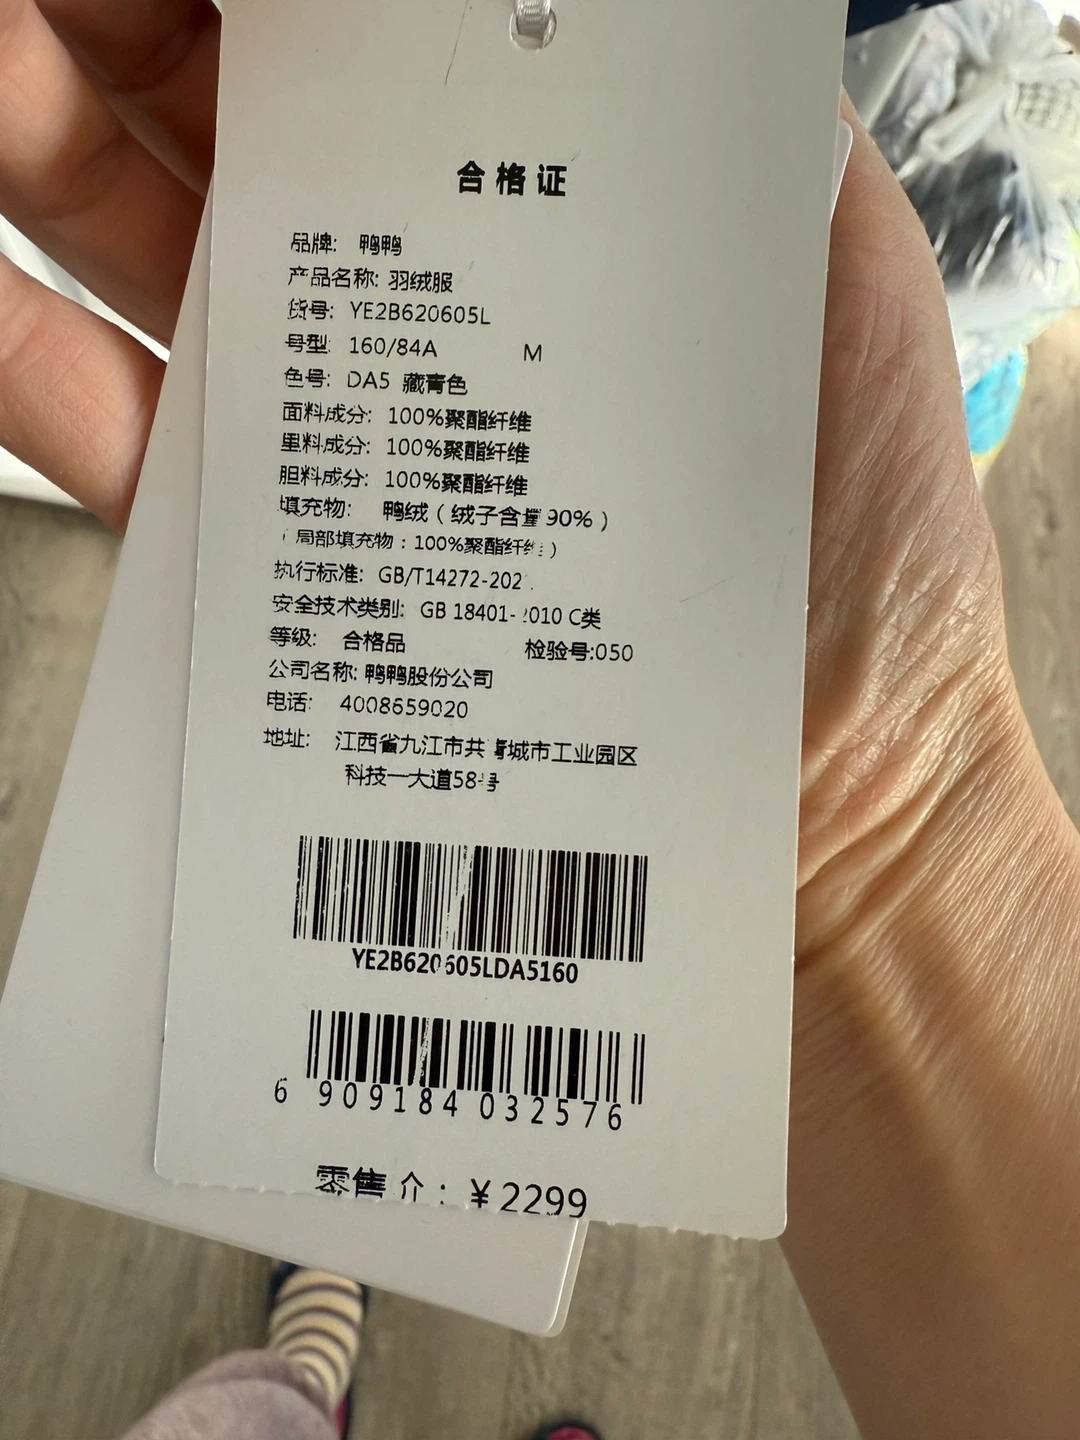 合格证
品牌: 鸭鸭
产品名称: 羽绒服
货号: YE2B620605L
号型: 160/84A M
色号: DA5 藏青色
面料成分: 100%聚酯纤维
里料成分: 100%聚酯纤维
胆料成分: 100%聚酯纤维
填充物: 鸭绒（绒子含量90%）
（局部填充物：100%聚酯纤维）
执行标准: GB/T14272-202
安全技术类别: GB 18401-2010 C类
等级: 合格品 检验号:050
公司名称: 鸭鸭股份公司
电话: 4008659020
地址: 江西省九江市共青城市工业园区
科技一大道58号
YE2B620605LDA5160
6 909184 032576
零售价：￥2299